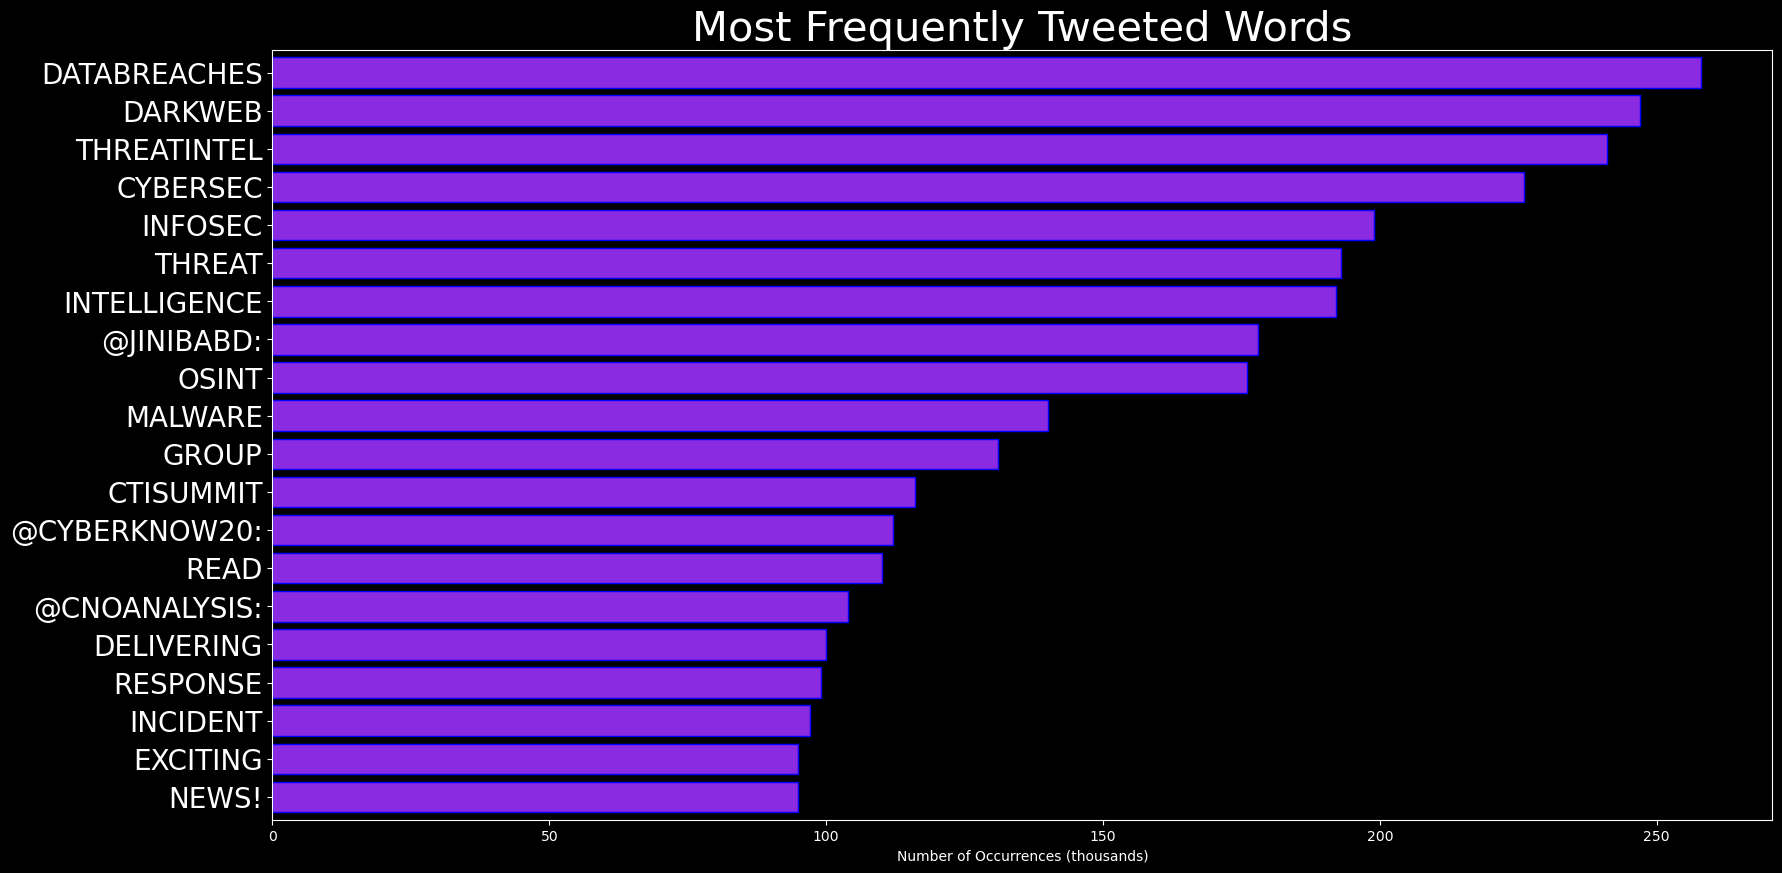 Most Frequently Tweeted Words
DATABREACHES
DARKWEB
THREATINTEL
CYBERSEC
INFOSEC
THREAT
INTELLIGENCE
@JINIBABD:
OSINT
MALWARE
GROUP
CTISUMMIT
@CYBERKNOW20:
READ
@CNOANALYSIS:
DELIVERING
RESPONSE
INCIDENT
EXCITING
NEWS!
0 50 100 150 200 250
Number of Occurrences (thousands)